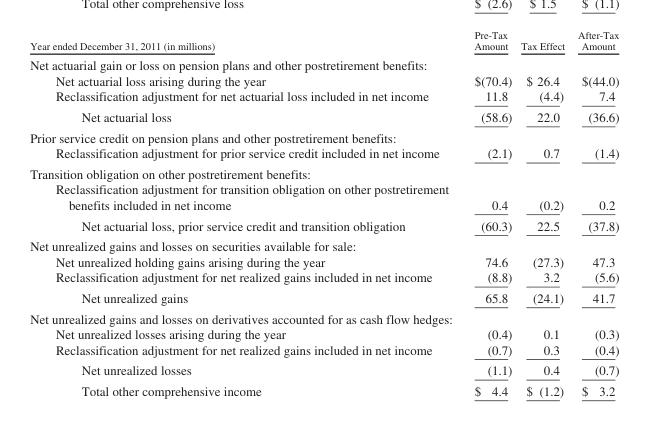 Total other comprehensive loss $ (2.6) $ 1.5 $ (1.1)
Pre-Tax After-Tax
Year ended December 31, 2011 (in millions) Amount Tax Effect Amount
Net actuarial gain or loss on pension plans and other postretirement benefits:
Net actuarial loss arising during the year $(70.4) $ 26.4 $(44.0)
Reclassification adjustment for net actuarial loss included in net income 11.8 (4.4) 7.4
Net actuarial loss (58.6) 22.0 (36.6)
Prior service credit on pension plans and other postretirement benefits:
Reclassification adjustment for prior service credit included in net income (2.1) 0.7 (1.4)
Transition obligation on other postretirement benefits:
Reclassification adjustment for transition obligation on other postretirement
benefits included in net income 0.4 (0.2) 0.2
Net actuarial loss, prior service credit and transition obligation (60.3) 22.5 (37.8)
Net unrealized gains and losses on securities available for sale:
Net unrealized holding gains arising during the year 74.6 (27.3) 47.3
Reclassification adjustment for net realized gains included in net income (8.8) 3.2 (5.6)
Net unrealized gains 65.8 (24.1) 41.7
Net unrealized gains and losses on derivatives accounted for as cash flow hedges:
Net unrealized losses arising during the year (0.4) 0.1 (0.3)
Reclassification adjustment for net realized gains included in net income (0.7) 0.3 (0.4)
Net unrealized losses (1.1) 0.4 (0.7)
Total other comprehensive income $ 4.4 $ (1.2) $ 3.2